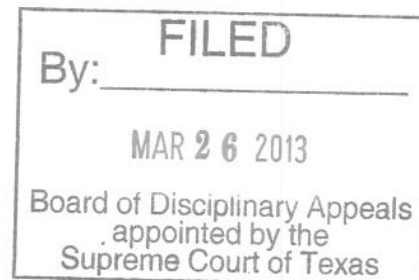 FILED
By:
MAR 26 2013
Board of Disciplinary Appeals
appointed by the
Supreme Court of Texas